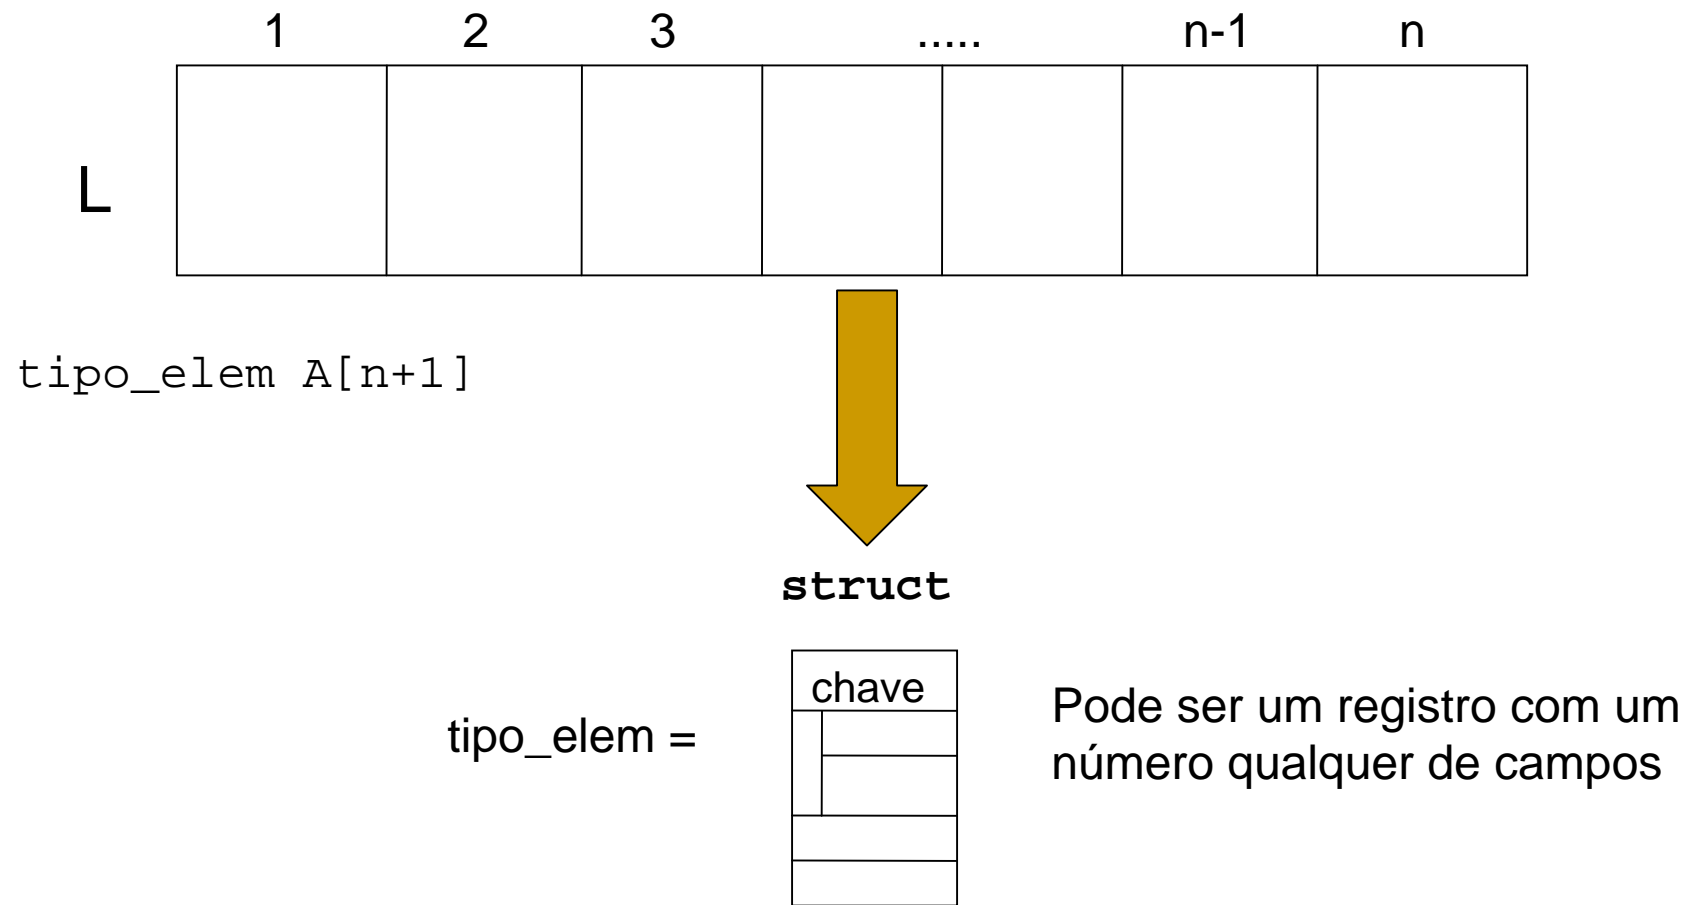 1 2 3 ..... n-1 n
L
tipo_elem A[n+1]
struct
chave
tipo_elem =
Pode ser um registro com um
número qualquer de campos